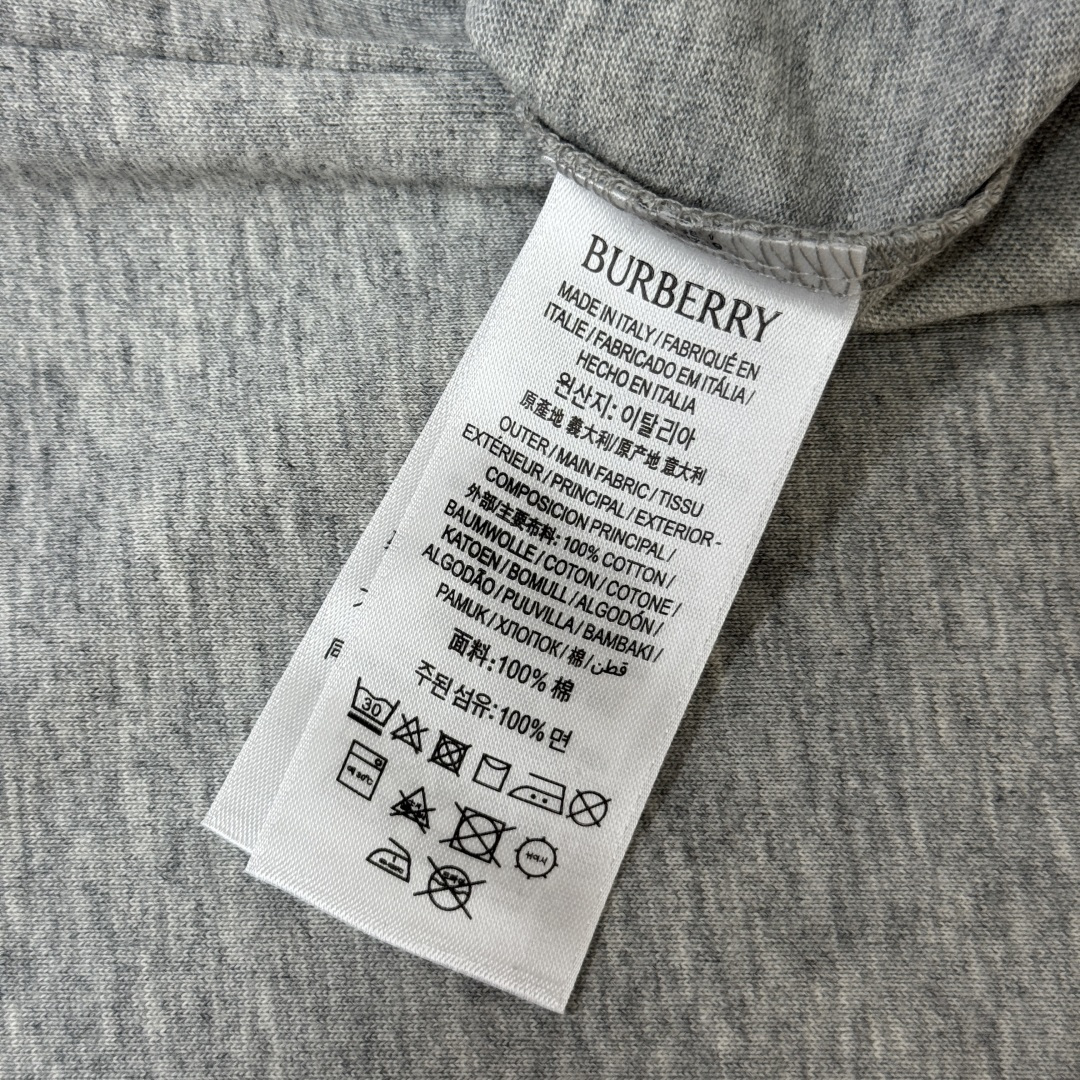 BURBERRY
MADE IN ITALY / FABRIQUÉ EN
ITALIE / FABRICADO EM ITÁLIA /
HECHO EN ITALIA
원산지: 이탈리아
原產地 義大利/原产地 意大利
OUTER / MAIN FABRIC / TISSU
EXTÉRIEUR / PRINCIPAL / EXTERIOR -
COMPOSICION PRINCIPAL /
外部/主要布料: 100% COTTON /
BAUMWOLLE / COTON / COTONE /
KATOEN / BOMULL / ALGODÓN /
ALGODÃO / PUUVILLA / BAMBAKI /
PAMUK / ХЛОПОК / 棉 / قطن
面料:100% 棉
주된 섬유:100% 면
30